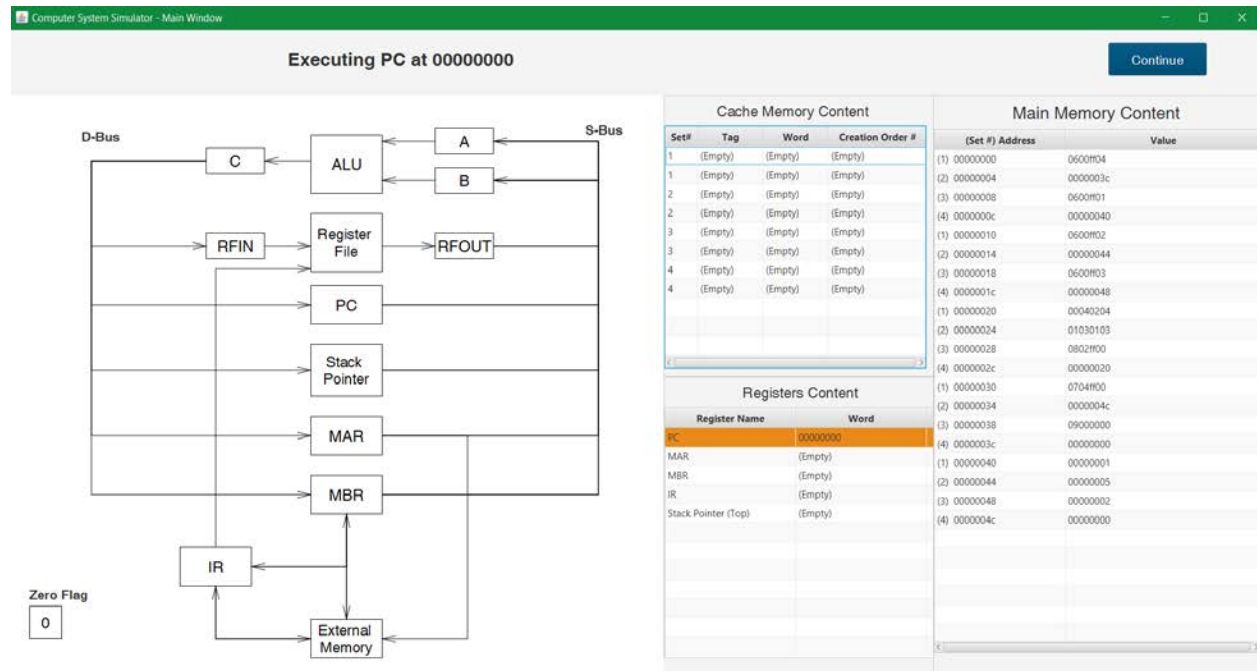 Computer System Simulator - Main Window
Executing PC at 00000000
Continue
D-Bus
S-Bus
A
B
C
ALU
RFIN
Register
File
RFOUT
PC
Stack
Pointer
MAR
MBR
IR
External
Memory
Zero Flag
0
Cache Memory Content
Set# Tag Word Creation Order #
1 (Empty) (Empty) (Empty)
1 (Empty) (Empty) (Empty)
2 (Empty) (Empty) (Empty)
2 (Empty) (Empty) (Empty)
3 (Empty) (Empty) (Empty)
3 (Empty) (Empty) (Empty)
4 (Empty) (Empty) (Empty)
4 (Empty) (Empty) (Empty)
Registers Content
Register Name Word
PC 00000000
MAR (Empty)
MBR (Empty)
IR (Empty)
Stack Pointer (Top) (Empty)
Main Memory Content
(Set #) Address Value
(1) 00000000 0600ff04
(2) 00000004 0000003c
(3) 00000008 0600ff01
(4) 0000000c 00000040
(1) 00000010 0600ff02
(2) 00000014 00000044
(3) 00000018 0600ff03
(4) 0000001c 00000048
(1) 00000020 00040204
(2) 00000024 01030103
(3) 00000028 0802ff00
(4) 0000002c 00000020
(1) 00000030 0704ff00
(2) 00000034 0000004c
(3) 00000038 09000000
(4) 0000003c 00000000
(1) 00000040 00000001
(2) 00000044 00000005
(3) 00000048 00000002
(4) 0000004c 00000000